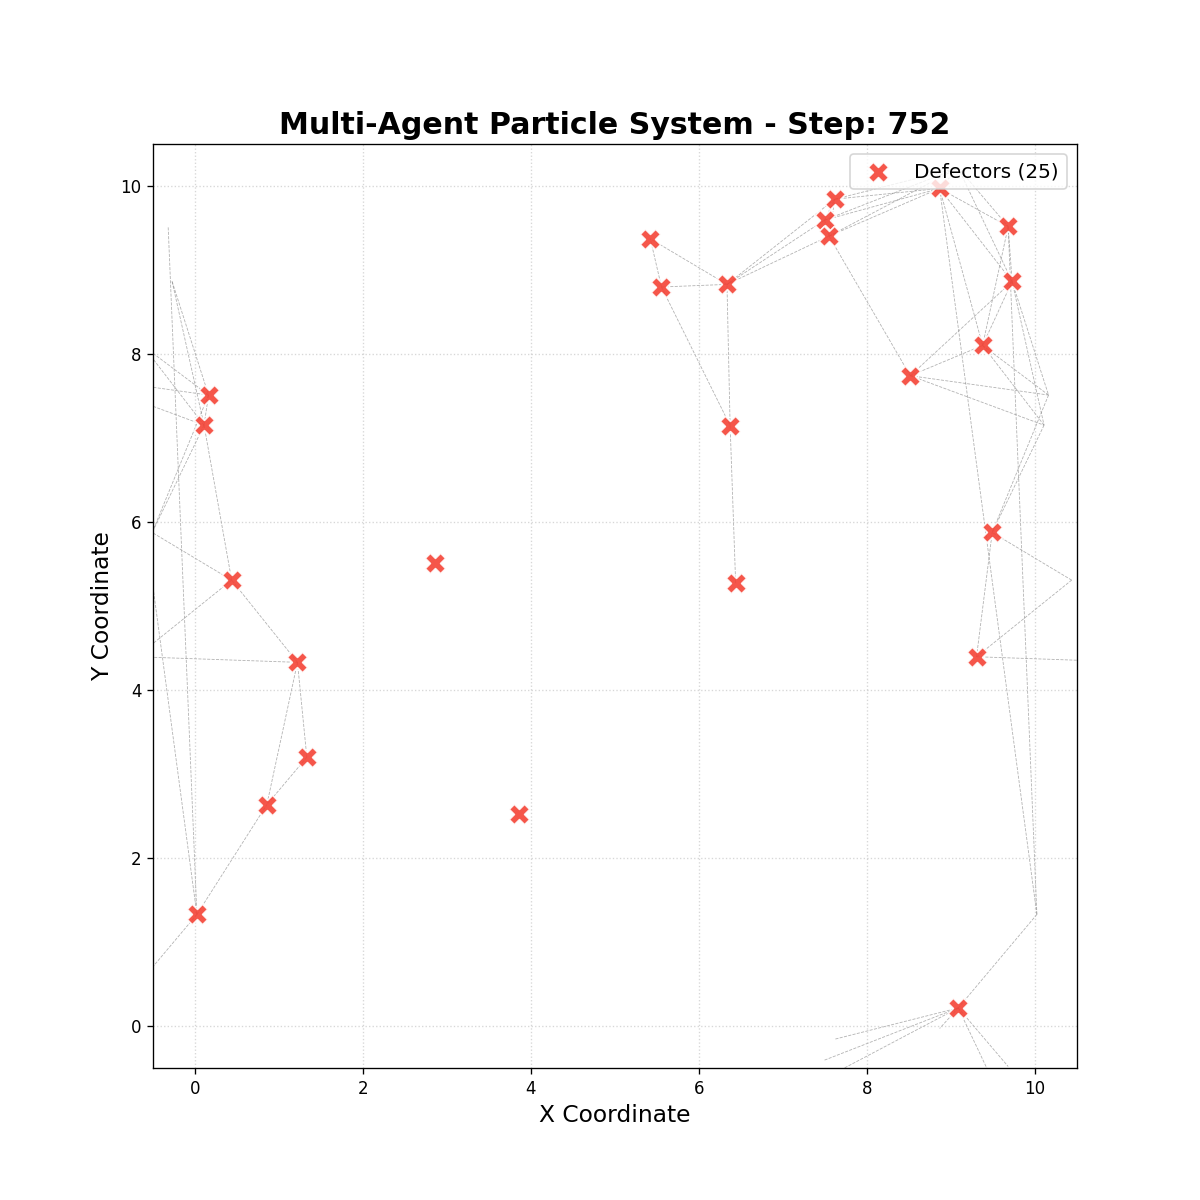 Multi-Agent Particle System - Step: 752
Defectors (25)
10
8
6
4
2
0
Y Coordinate
0 2 4 6 8 10
X Coordinate